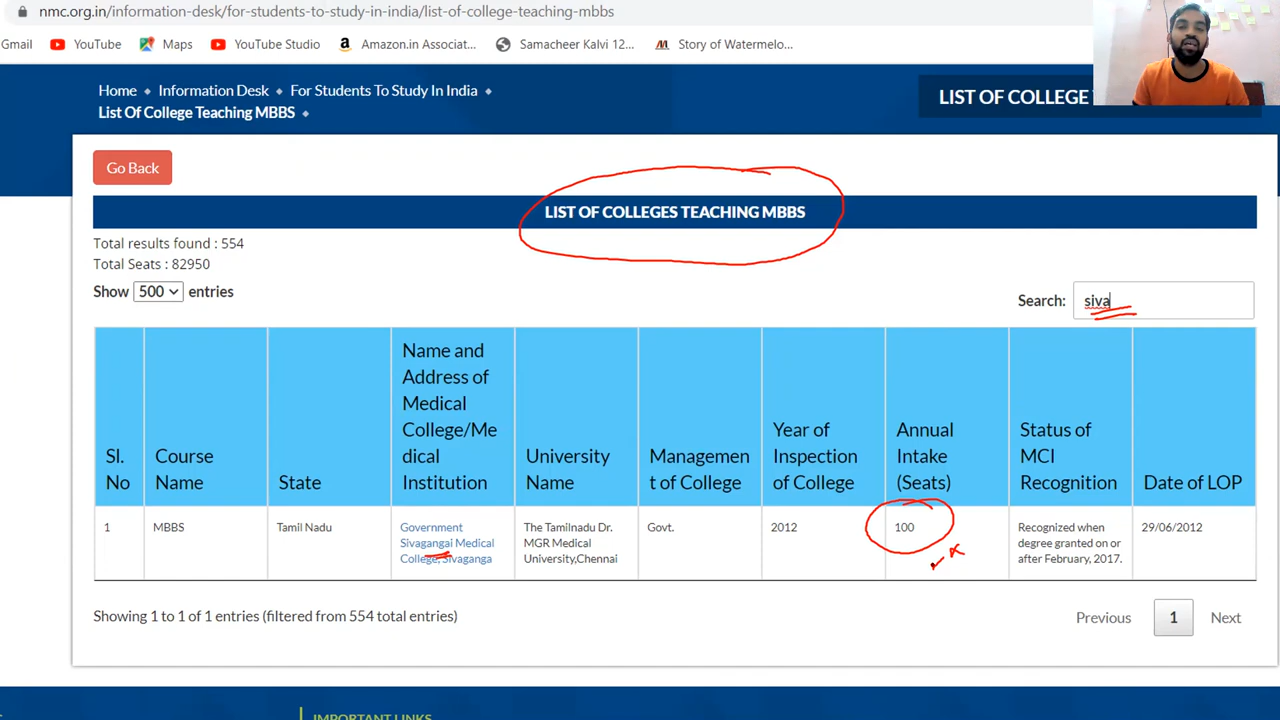 nmc.org.in/information-desk/for-students-to-study-in-india/list-of-college-teaching-mbbs
Gmail YouTube Maps YouTube Studio Amazon.in Associat... Samacheer Kalvi 12... Story of Watermelo...
Home Information Desk For Students To Study In India
List Of College Teaching MBBS
LIST OF COLLEGE
Go Back
LIST OF COLLEGES TEACHING MBBS
Total results found : 554
Total Seats : 82950
Show 500 entries
Search: siva
Sl.
No
Course
Name
State
Name and
Address of
Medical
College/Me
dical
Institution
University
Name
Managemen
t of College
Year of
Inspection
of College
Annual
Intake
(Seats)
Status of
MCI
Recognition
Date of LOP
1
MBBS
Tamil Nadu
Government
Sivagangai Medical
College, Sivaganga
The Tamilnadu Dr.
MGR Medical
University,Chennai
Govt.
2012
100
Recognized when
degree granted on or
after February, 2017.
29/06/2012
Showing 1 to 1 of 1 entries (filtered from 554 total entries)
Previous 1 Next
IMPORTANT LINKS